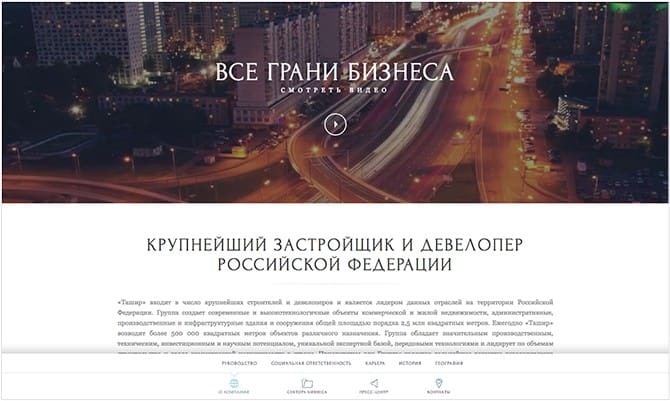 ВСЕ ГРАНИ БИЗНЕСА
СМОТРЕТЬ ВИДЕО
КРУПНЕЙШИЙ ЗАСТРОЙЩИК И ДЕВЕЛОПЕР
РОССИЙСКОЙ ФЕДЕРАЦИИ
«Ташир» входит в число крупнейших строителей и девелоперов и является лидером данных отраслей на территории Российской
Федерации. Группа создает современные и высокотехнологичные объекты коммерческой и жилой недвижимости, административные,
производственные и инфраструктурные здания и сооружения общей площадью порядка 2,5 млн квадратных метров. Ежегодно «Ташир»
возводит более 500 000 квадратных метров объектов различного назначения. Группа обладает значительным производственным,
техническим, инвестиционным и научным потенциалом, уникальной экспертной базой, передовыми технологиями и лидирует по объемам
РУКОВОДСТВО СОЦИАЛЬНАЯ ОТВЕТСТВЕННОСТЬ КАРЬЕРА ИСТОРИЯ ГЕОГРАФИЯ
О КОМПАНИИ СЕКТОРА БИЗНЕСА ПРЕСС-ЦЕНТР КОНТАКТЫ